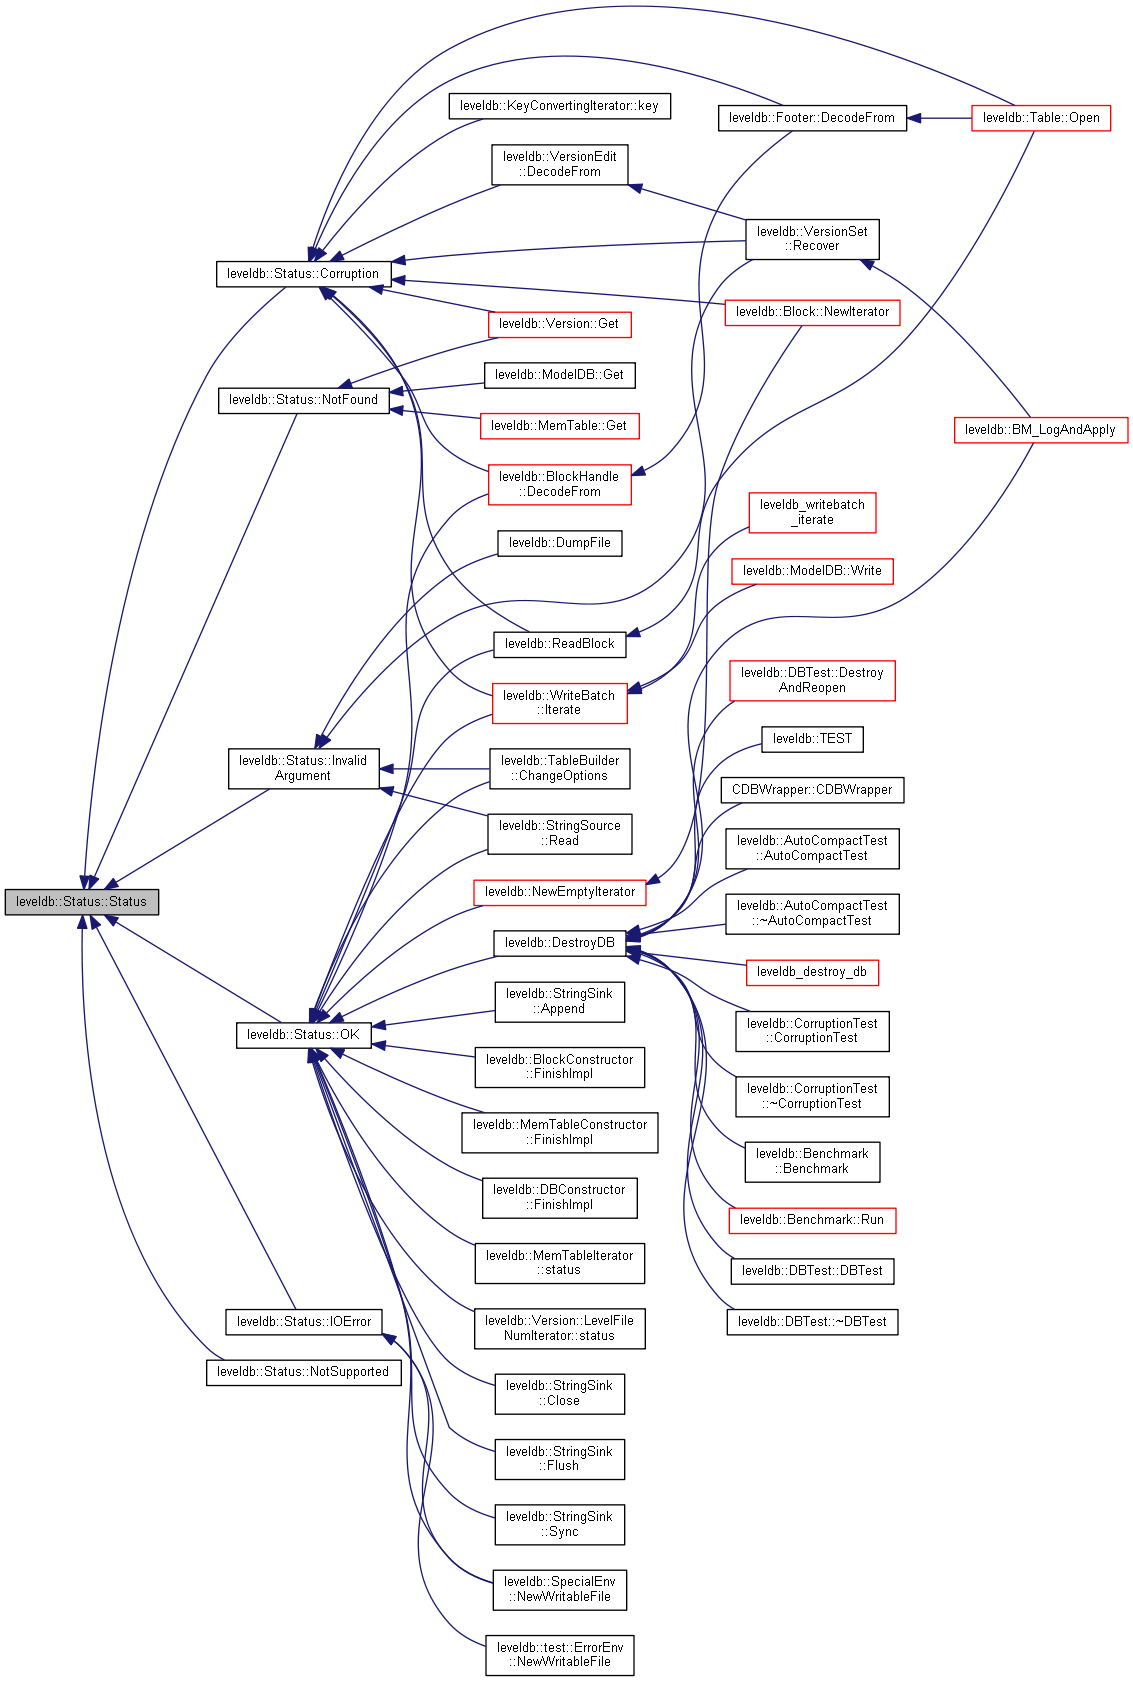 leveldb::Status::Status
leveldb::Status::Corruption
leveldb::Status::NotFound
leveldb::Status::Invalid
Argument
leveldb::Status::OK
leveldb::Status::IOError
leveldb::Status::NotSupported
leveldb::KeyConvertingIterator::key
leveldb::VersionEdit
::DecodeFrom
leveldb::Version::Get
leveldb::ModelDB::Get
leveldb::MemTable::Get
leveldb::BlockHandle
::DecodeFrom
leveldb::DumpFile
leveldb::ReadBlock
leveldb::WriteBatch
::Iterate
leveldb::TableBuilder
::ChangeOptions
leveldb::StringSource
::Read
leveldb::NewEmptyIterator
leveldb::DestroyDB
leveldb::StringSink
::Append
leveldb::BlockConstructor
::FinishImpl
leveldb::MemTableConstructor
::FinishImpl
leveldb::DBConstructor
::FinishImpl
leveldb::MemTableIterator
::status
leveldb::Version::LevelFile
NumIterator::status
leveldb::StringSink
::Close
leveldb::StringSink
::Flush
leveldb::StringSink
::Sync
leveldb::SpecialEnv
::NewWritableFile
leveldb::test::ErrorEnv
::NewWritableFile
leveldb::Footer::DecodeFrom
leveldb::VersionSet
::Recover
leveldb::Block::NewIterator
leveldb_writebatch
_iterate
leveldb::ModelDB::Write
leveldb::DBTest::Destroy
AndReopen
leveldb::TEST
CDBWrapper::CDBWrapper
leveldb::AutoCompactTest
::AutoCompactTest
leveldb::AutoCompactTest
::~AutoCompactTest
leveldb_destroy_db
leveldb::CorruptionTest
::CorruptionTest
leveldb::CorruptionTest
::~CorruptionTest
leveldb::Benchmark
::Benchmark
leveldb::Benchmark::Run
leveldb::DBTest::DBTest
leveldb::DBTest::~DBTest
leveldb::Table::Open
leveldb::BM_LogAndApply